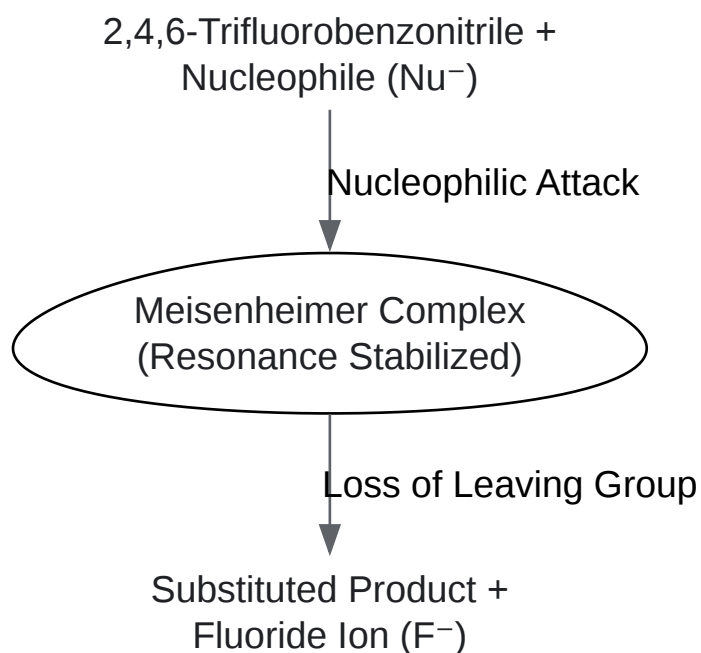 2,4,6-Trifluorobenzonitrile +
Nucleophile (Nu⁻)
Nucleophilic Attack
Meisenheimer Complex
(Resonance Stabilized)
Loss of Leaving Group
Substituted Product +
Fluoride Ion (F⁻)